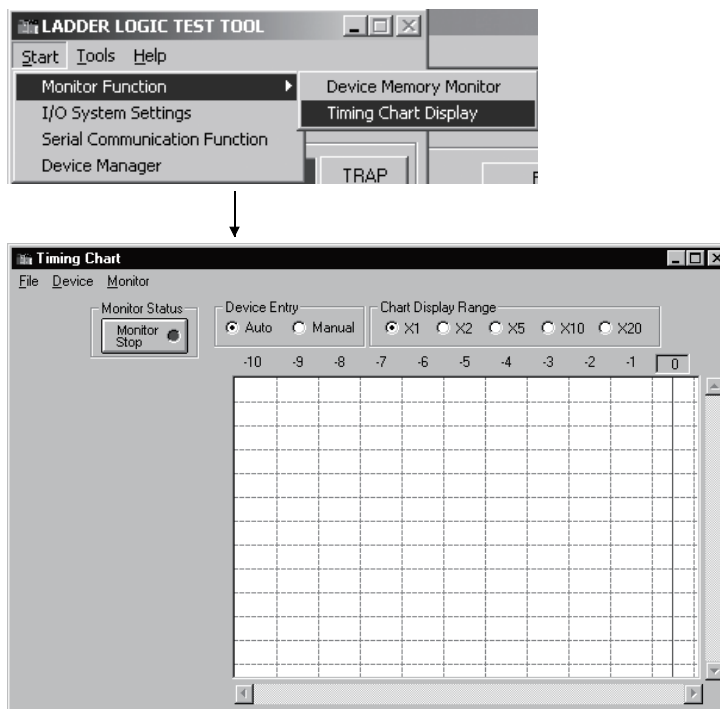 LADDER LOGIC TEST TOOL
Start Tools Help
Monitor Function Device Memory Monitor
I/O System Settings Timing Chart Display
Serial Communication Function
Device Manager
TRAP
Timing Chart
File Device Monitor
Monitor Status Device Entry Chart Display Range
Monitor Stop Auto Manual X1 X2 X5 X10 X20
-10 -9 -8 -7 -6 -5 -4 -3 -2 -1 0